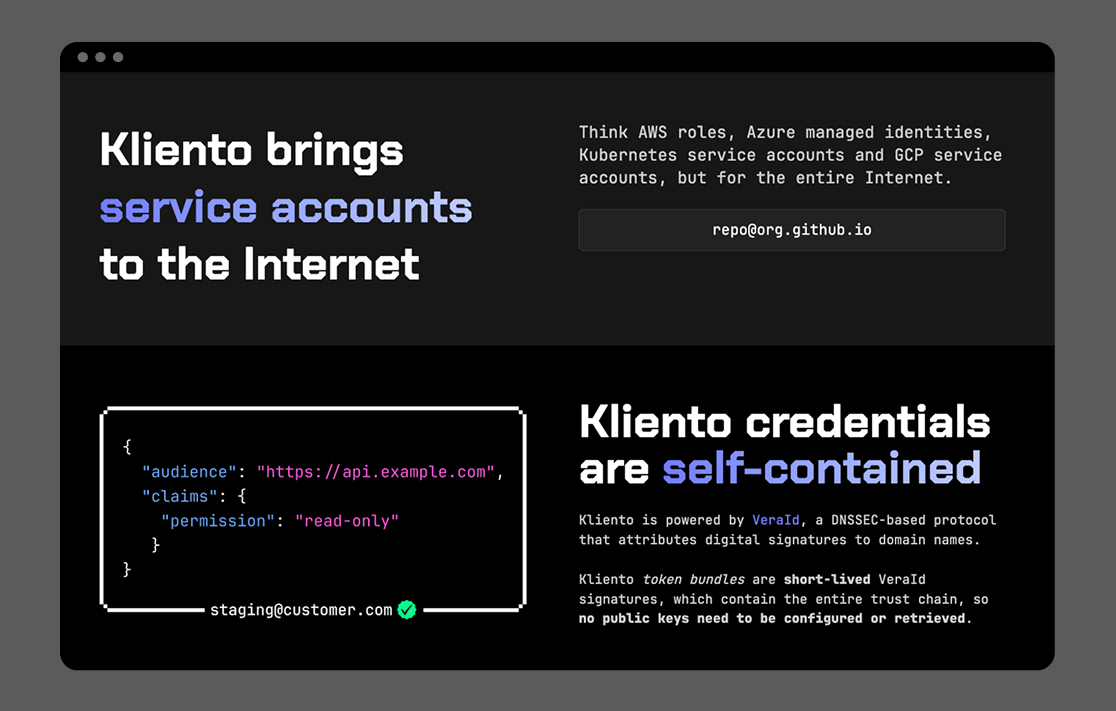 Kliento brings
service accounts
to the Internet
Think AWS roles, Azure managed identities,
Kubernetes service accounts and GCP service
accounts, but for the entire Internet.
repo@org.github.io
{
"audience": "https://api.example.com",
"claims": {
"permission": "read-only"
}
}
staging@customer.com
Kliento credentials
are self-contained
Kliento is powered by VeraId, a DNSSEC-based protocol
that attributes digital signatures to domain names.
Kliento token bundles are short-lived VeraId
signatures, which contain the entire trust chain, so
no public keys need to be configured or retrieved.